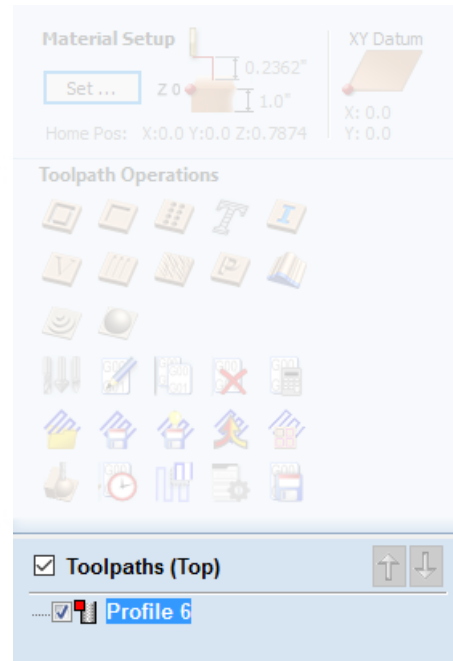 Material Setup
XY Datum
0.2362"
Set ...
Z 0
1.0"
X: 0.0
Home Pos: X:0.0 Y:0.0 Z:0.7874
Y: 0.0
Toolpath Operations
Toolpaths (Top)
Profile 6